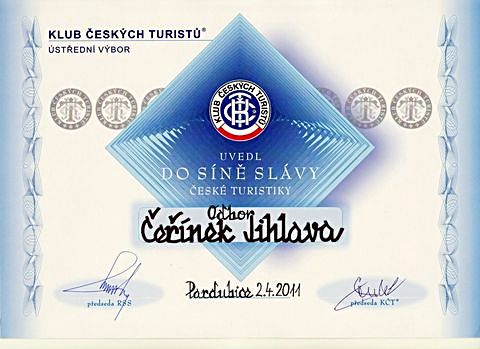 KLUB ČESKÝCH TURISTŮ®
ÚSTŘEDNÍ VÝBOR
KLUB ČESKÝCH TURISTŮ
KČT
UVEDL
DO SÍNĚ SLÁVY
ČESKÉ TURISTIKY
Odbor
Čeřínek Jihlava
Pardubice 2.4.2011
předseda RSS
předseda KČT®